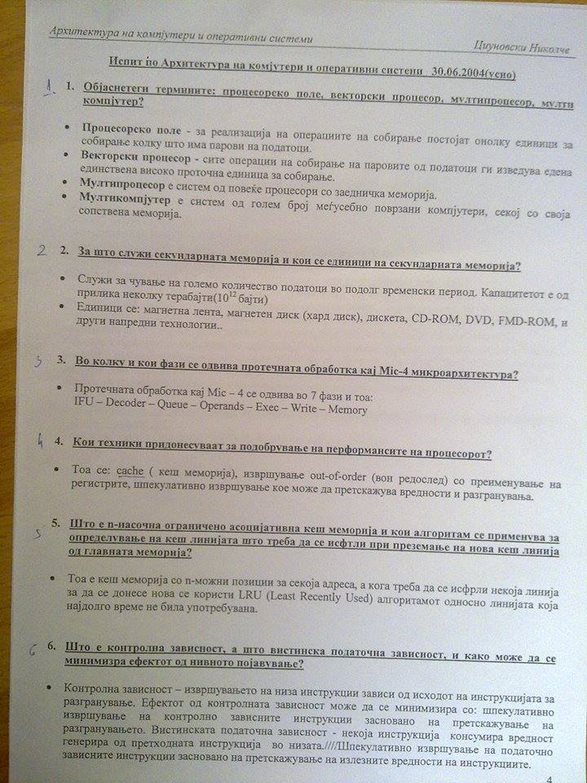 Архитектура на компјутери и оперативни системи
Циуновски Николче
Испит по Архитектура на комјутери и оперативни системи 30.06.2004(усно)
1. 1. Објаснетеги термините: процесорско поле, векторски процесор, мултипроцесор, мулти
компјутер?
• Процесорско поле - за реализација на операциите на собирање постојат онолку единици за
собирање колку што има парови на податоци.
• Векторски процесор - сите операции на собирање на паровите од податоци ги изведува една
единствена високо проточна единица за собирање.
• Мултипроцесор е систем од повеќе процесори со заедничка меморија.
• Мултикомпјутер е систем од голем број меѓусебно поврзани компјутери, секој со своја
сопствена меморија.
2 2. За што служи секундарната меморија и кои се единици на секундарната меморија?
• Служи за чување на големо количество податоци во подолг временски период. Капацитетот е од
прилика неколку терабајти(10¹² бајти)
• Единици се: магнетна лента, магнетен диск (хард диск), дискета, CD-ROM, DVD, FMD-ROM, и
други напредни технологии..
3 3. Во колку и кои фази се одвива протечната обработка кај Mic-4 микроархитектура?
• Протечната обработка кај Mic – 4 се одвива во 7 фази и тоа:
IFU – Decoder – Queue – Operands – Exec – Write – Memory
4 4. Кои техники придонесуваат за подобрување на перформансите на процесорот?
• Тоа се: cache ( кеш меморија), извршување out-of-order (вон редослед) со преименување на
регистрите, шпекулативно извршување кое може да претскажува вредности и разгранувања.
5 5. Што е n-насочна ограничено асоцијативна кеш меморија и кои алгоритам се применува за
определување на кеш линијата што треба да се исфтли при преземање на нова кеш линија
од главната меморија?
• Тоа е кеш меморија со n-можни позиции за секоја адреса, а кога треба да се исфрли некоја линија
за да се донесе нова се користи LRU (Least Recently Used) алгоритамот односно линијата која
најдолго време не била употребувана.
6 6. Што е контролна зависност, а што вистинска податочна зависност, и како може да се
минимизра ефектот од нивното појавување?
• Контролна зависност – извршувањето на низа инструкции зависи од исходот на инструкцијата за
разгранување. Ефектот од контролната зависност може да се минимизира со: шпекулативно
извршување на контролно зависните инструкции засновано на претскажување на
разгранувањето. Вистинската податочна зависност - некоја инструкција консумира вредност
генерира од претходната инструкција во низата.////Шпекулативно извршување на податочно
зависните инструкции засновано на претскажување на излезните вредности на инструкциите.
4